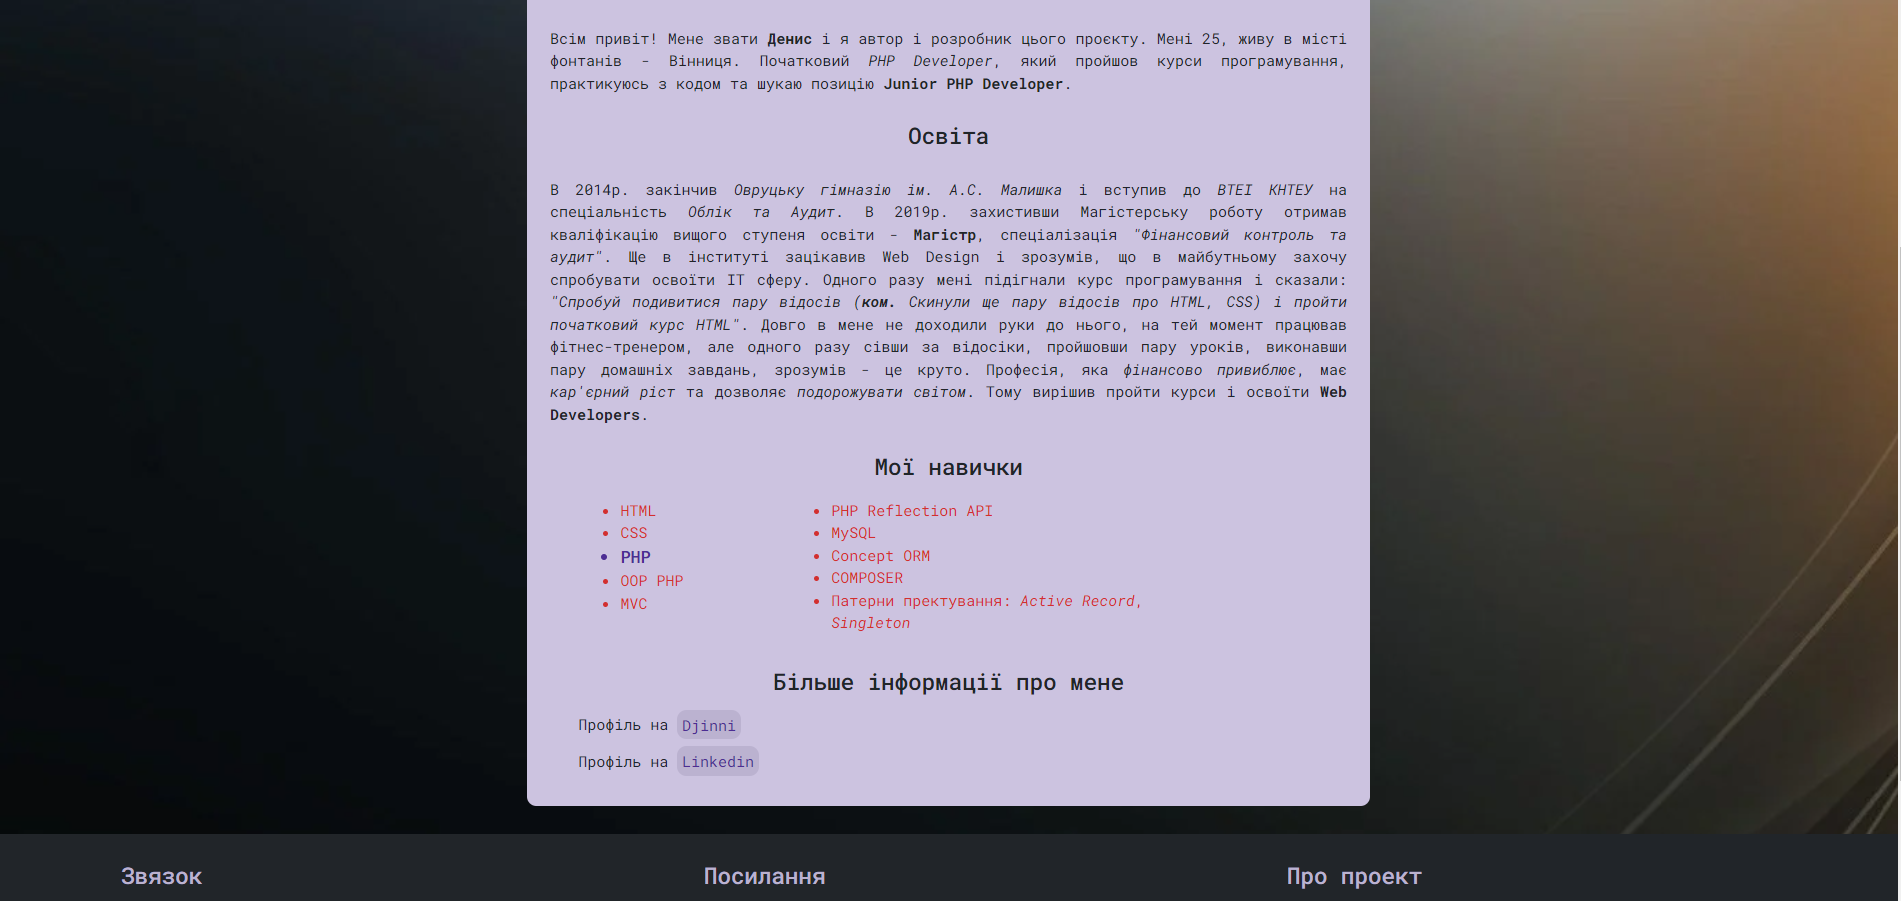 Всім привіт! Мене звати Денис і я автор і розробник цього проєкту. Мені 25, живу в місті
фонтанів - Вінниця. Початковий PHP Developer, який пройшов курси програмування,
практикуюсь з кодом та шукаю позицію Junior PHP Developer.
Освіта
В 2014р. закінчив Овруцьку гімназію ім. А.С. Малишка і вступив до ВТЕІ КНТЕУ на
спеціальність Облік та Аудит. В 2019р. захистивши Магістерську роботу отримав
кваліфікацію вищого ступеня освіти - Магістр, спеціалізація "Фінансовий контроль та
аудит". Ще в інституті зацікавив Web Design і зрозумів, що в майбутньому захочу
спробувати освоїти ІТ сферу. Одного разу мені підігнали курс програмування і сказали:
"Спробуй подивитися пару відосів (ком. Скинули ще пару відосів про HTML, CSS) і пройти
початковий курс HTML". Довго в мене не доходили руки до нього, на тей момент працював
фітнес-тренером, але одного разу сівши за відосіки, пройшовши пару уроків, виконавши
пару домашніх завдань, зрозумів - це круто. Професія, яка фінансово привиблює, має
кар'єрний ріст та дозволяє подорожувати світом. Тому вирішив пройти курси і освоїти Web
Developers.
Мої навички
HTML
CSS
PHP
OOP PHP
MVC
PHP Reflection API
MySQL
Concept ORM
COMPOSER
Патерни пректування: Active Record,
Singleton
Більше інформації про мене
Профіль на Djinni
Профіль на Linkedin
Звязок
Посилання
Про проект